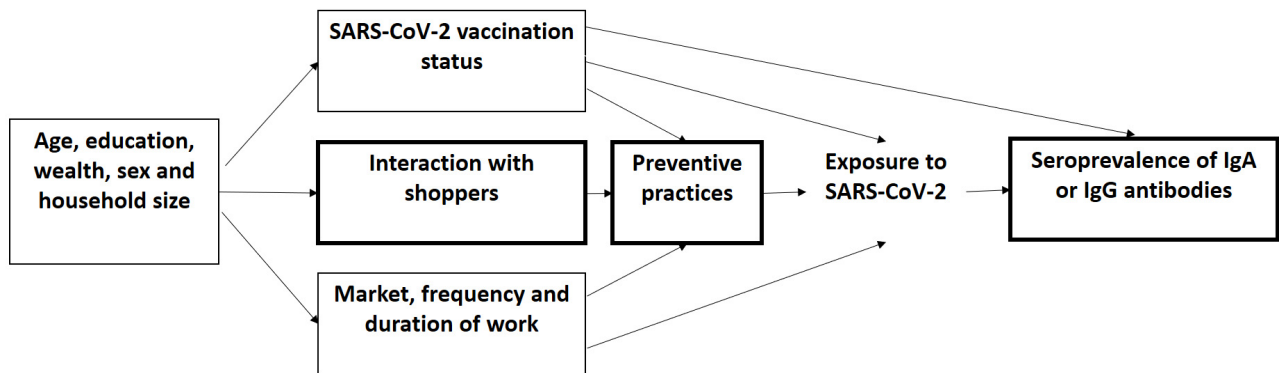 SARS-CoV-2 vaccination
status
Age, education,
wealth, sex and
household size
Interaction with
shoppers
Preventive
practices
Exposure to
SARS-CoV-2
Seroprevalence of IgA
or IgG antibodies
Market, frequency and
duration of work